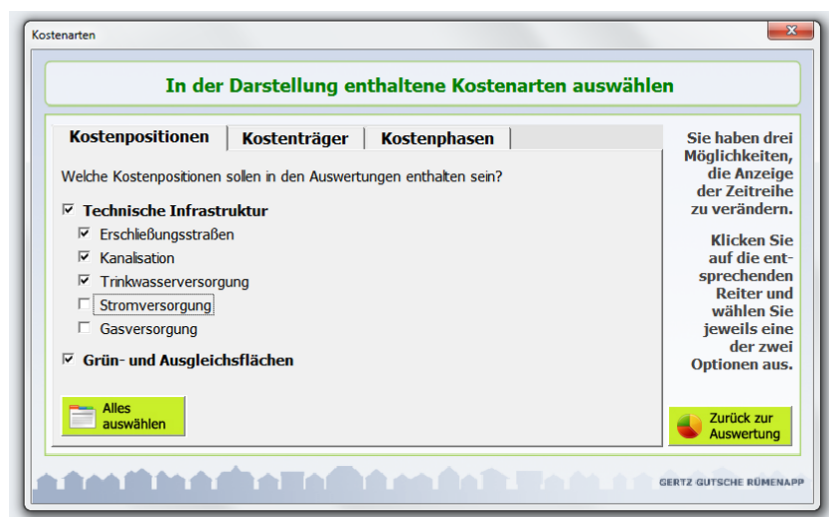 Kostenarten
In der Darstellung enthaltene Kostenarten auswählen
Kostenpositionen
Kostenträger
Kostenphasen
Welche Kostenpositionen sollen in den Auswertungen enthalten sein?
Technische Infrastruktur
Erschließungsstraßen
Kanalisation
Trinkwasserversorgung
Stromversorgung
Gasversorgung
Grün- und Ausgleichsflächen
Alles
auswählen
Sie haben drei
Möglichkeiten,
die Anzeige
der Zeitreihe
zu verändern.
Klicken Sie
auf die ent-
sprechenden
Reiter und
wählen Sie
jeweils eine
der zwei
Optionen aus.
Zurück zur
Auswertung
GERTZ GUTSCHE RÜMENAPP